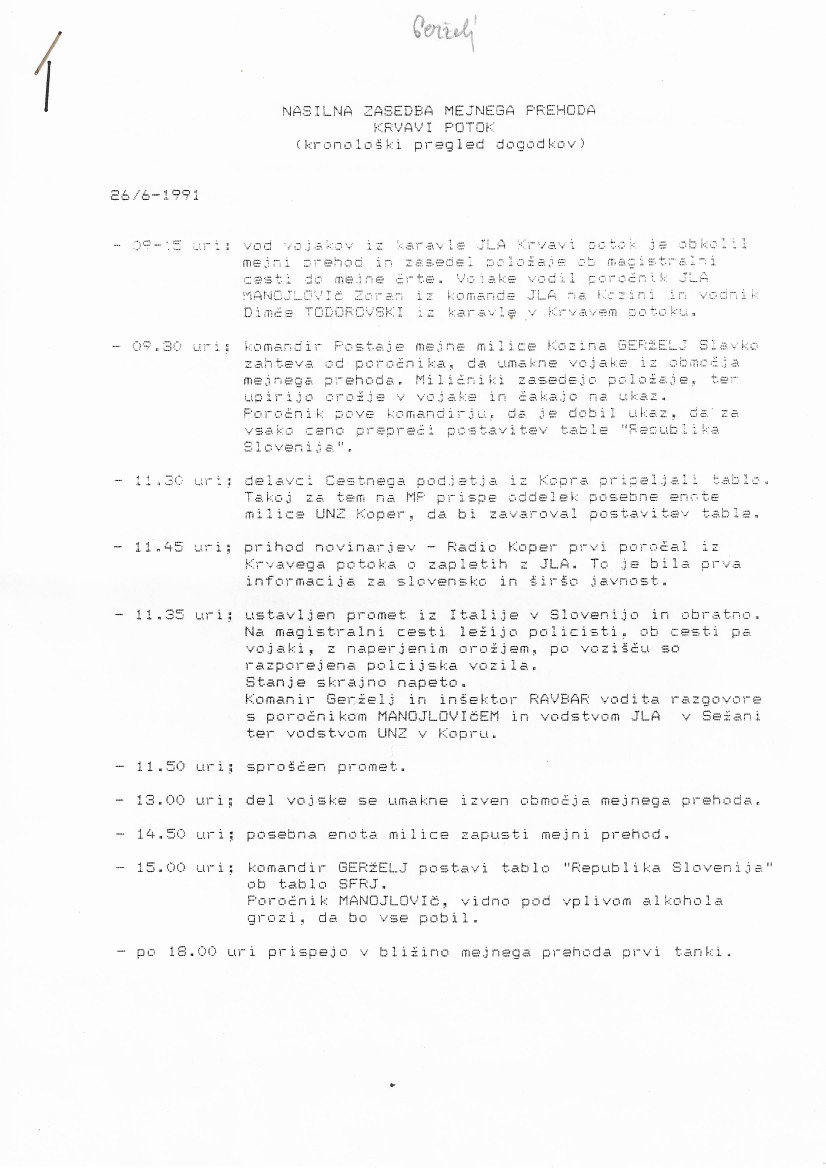 Gerželj
1
NASILNA ZASEDBA MEJNEGA PREHODA
KRVAVI POTOK
(kronološki pregled dogodkov)
26/6-1991
- 09-15 uri; vod vojakov iz karavle JLA Krvavi potok je obkolil
mejni prehod in zasedel položaje ob magistralni
cesti do mejne črte. Vojake vodil poročnik JLA
MANOJLOVIč Zoran iz komande JLA na Kozini in vodnik
Dimče TODOROVSKI iz karavle v Krvavem potoku.
- 09.30 uri; komandir Postaje mejne milice Kozina GERžELJ Slavko
zahteva od poročnika, da umakne vojake iz območja
mejnega prehoda. Miličniki zasedejo položaje, ter
upirijo orožje v vojake in čakajo na ukaz.
Poročnik pove komandirju, da je dobil ukaz, da za
vsako ceno prepreči postavitev table "Republika
Slovenija".
- 11.30 uri; delavci Cestnega podjetja iz Kopra pripeljali tablo.
Takoj za tem na MP prispe oddelek posebne enote
milice UNZ Koper, da bi zavaroval postavitev table.
- 11.45 uri; prihod novinarjev - Radio Koper prvi poročal iz
Krvavega potoka o zapletih z JLA. To je bila prva
informacija za slovensko in širšo javnost.
- 11.35 uri; ustavljen promet iz Italije v Slovenijo in obratno.
Na magistralni cesti ležijo policisti, ob cesti pa
vojaki, z naperjenim orožjem, po vozišču so
razporejena polcijska vozila.
Stanje skrajno napeto.
Komanir Gerželj in inšektor RAVBAR vodita razgovore
s poročnikom MANOJLOVIčEM in vodstvom JLA v Sežani
ter vodstvom UNZ v Kopru.
- 11.50 uri; sproščen promet.
- 13.00 uri; del vojske se umakne izven območja mejnega prehoda.
- 14.50 uri; posebna enota milice zapusti mejni prehod.
- 15.00 uri; komandir GERžELJ postavi tablo "Republika Slovenija"
ob tablo SFRJ.
Poročnik MANOJLOVIč, vidno pod vplivom alkohola
grozi, da bo vse pobil.
- po 18.00 uri prispejo v bližino mejnega prehoda prvi tanki.